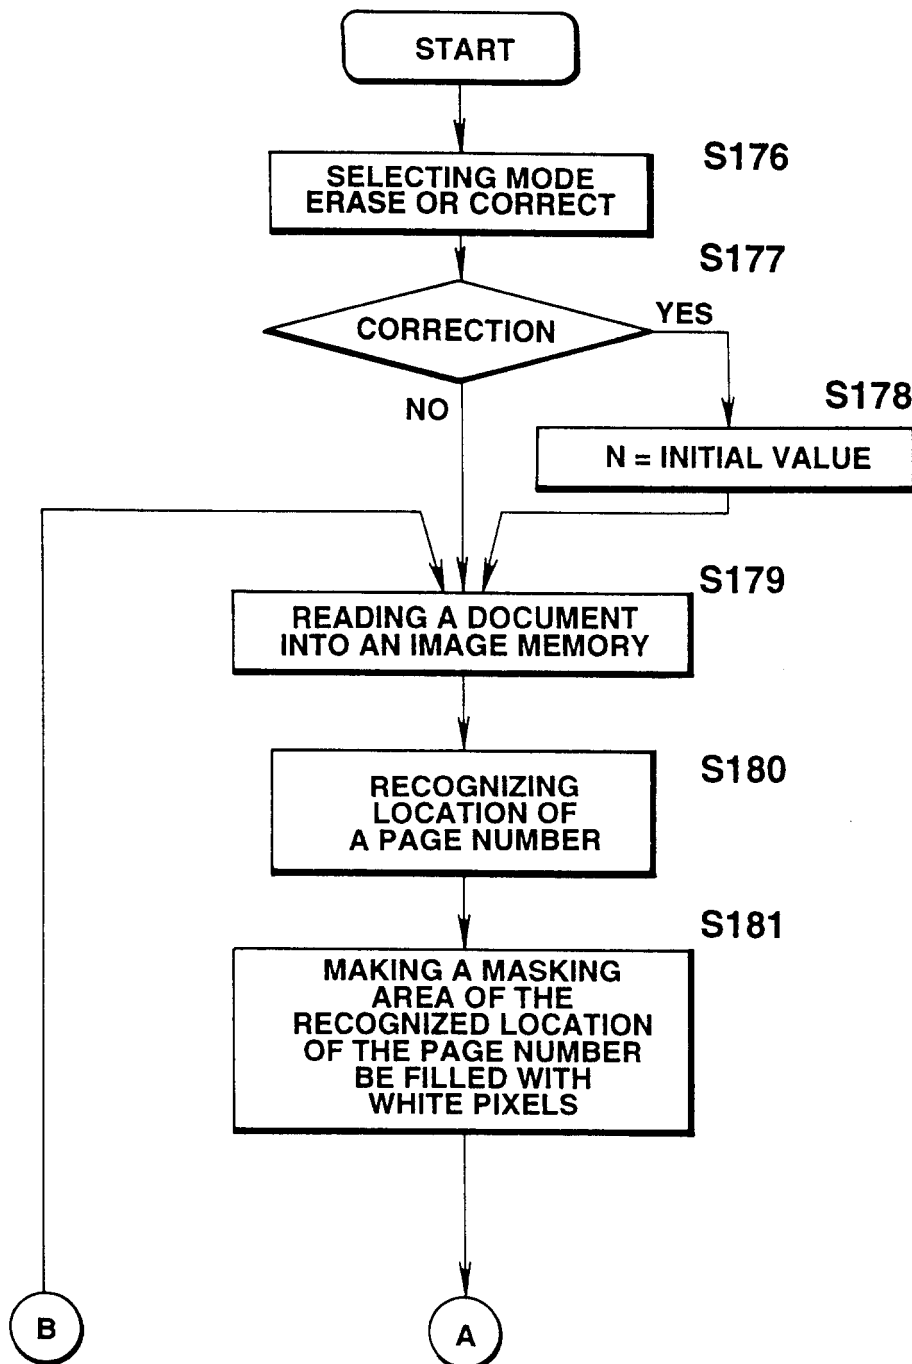 START
S176
SELECTING MODE
ERASE OR CORRECT
S177
CORRECTION
YES
NO
S178
N = INITIAL VALUE
S179
READING A DOCUMENT
INTO AN IMAGE MEMORY
S180
RECOGNIZING
LOCATION OF
A PAGE NUMBER
S181
MAKING A MASKING
AREA OF THE
RECOGNIZED LOCATION
OF THE PAGE NUMBER
BE FILLED WITH
WHITE PIXELS
B
A